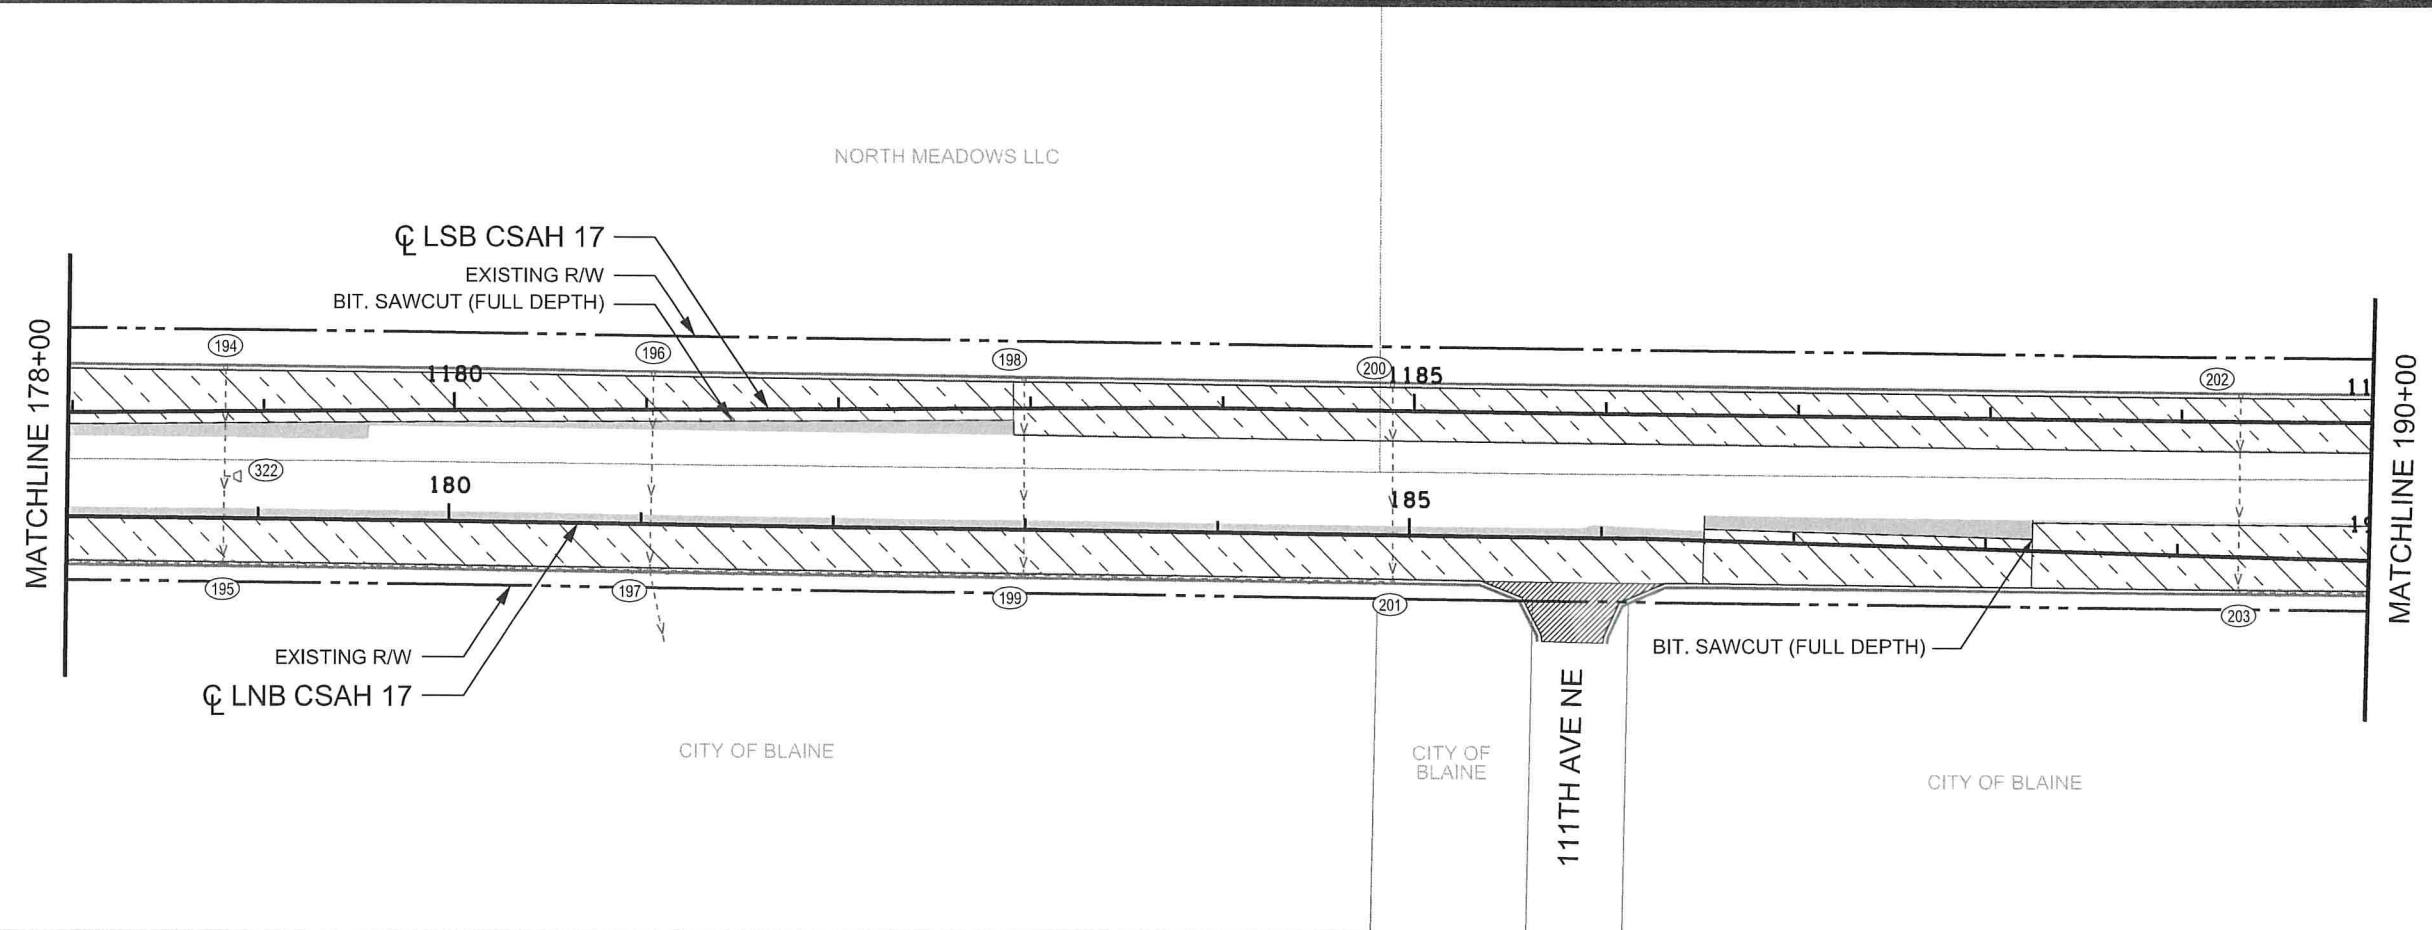 NORTH MEADOWS LLC
℄ LSB CSAH 17
EXISTING R/W
BIT. SAWCUT (FULL DEPTH)
MATCHLINE 178+00
MATCHLINE 190+00
194
196
198
200
202
1180
1185
11
322
180
185
19
195
197
199
201
203
EXISTING R/W
℄ LNB CSAH 17
BIT. SAWCUT (FULL DEPTH)
111TH AVE NE
CITY OF BLAINE
CITY OF
BLAINE
CITY OF BLAINE